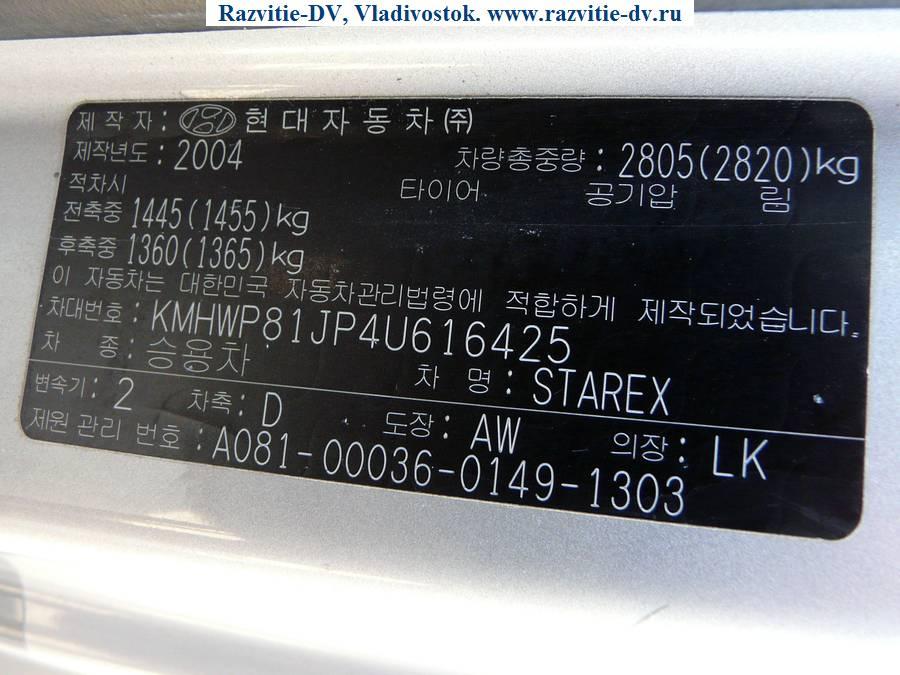 Razvitie-DV, Vladivostok. www.razvitie-dv.ru
제 작 자 : 현 대 자 동 차 ㈜
제작년도 : 2004 차량총중량 : 2805(2820)kg
적차시 타이어 공기압 림
전축중 1445(1455)kg
후축중 1360(1365)kg
이 자동차는 대한민국 자동차관리법령에 적합하게 제작되었습니다.
차대번호 : KMHWP81JP4U616425
차 종 : 승용차 차 명 : STAREX
변속기 : 2 차축 : D 도장 : AW 의장 : LK
제원 관리 번호 : A081-00036-0149-1303